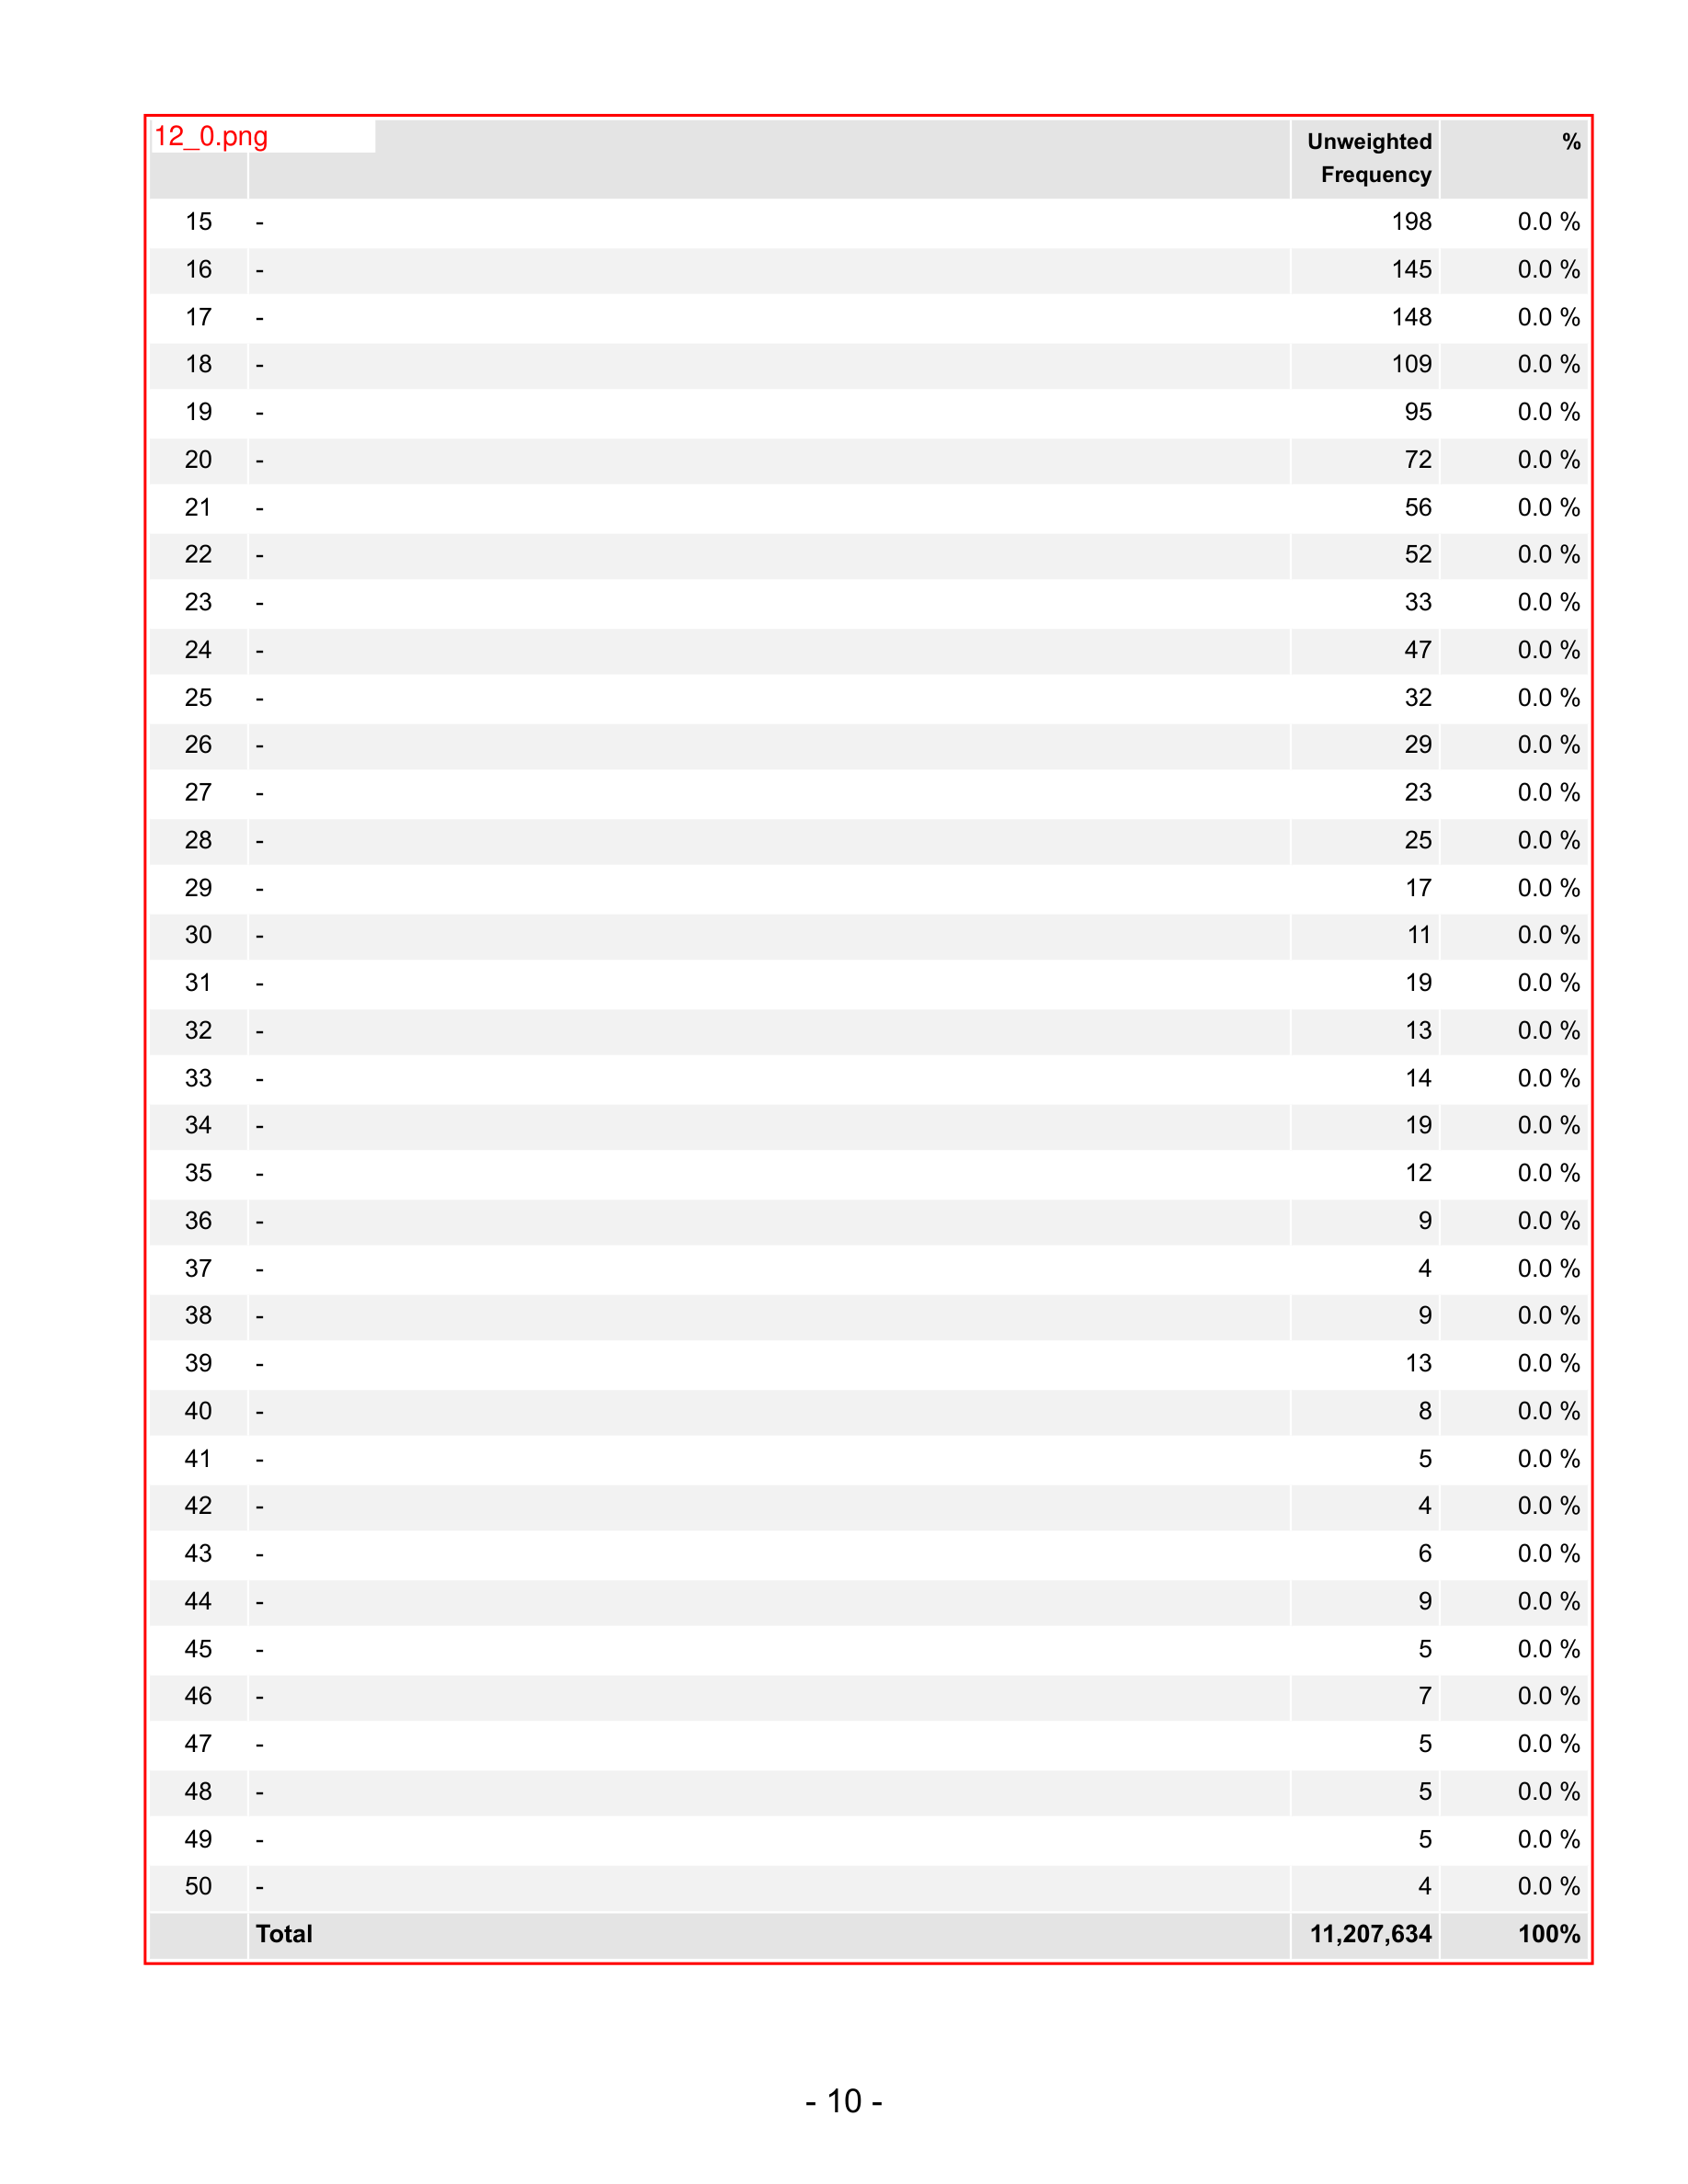 12_0.png
Unweighted Frequency %
15 - 198 0.0 %
16 - 145 0.0 %
17 - 148 0.0 %
18 - 109 0.0 %
19 - 95 0.0 %
20 - 72 0.0 %
21 - 56 0.0 %
22 - 52 0.0 %
23 - 33 0.0 %
24 - 47 0.0 %
25 - 32 0.0 %
26 - 29 0.0 %
27 - 23 0.0 %
28 - 25 0.0 %
29 - 17 0.0 %
30 - 11 0.0 %
31 - 19 0.0 %
32 - 13 0.0 %
33 - 14 0.0 %
34 - 19 0.0 %
35 - 12 0.0 %
36 - 9 0.0 %
37 - 4 0.0 %
38 - 9 0.0 %
39 - 13 0.0 %
40 - 8 0.0 %
41 - 5 0.0 %
42 - 4 0.0 %
43 - 6 0.0 %
44 - 9 0.0 %
45 - 5 0.0 %
46 - 7 0.0 %
47 - 5 0.0 %
48 - 5 0.0 %
49 - 5 0.0 %
50 - 4 0.0 %
Total 11,207,634 100%
- 10 -